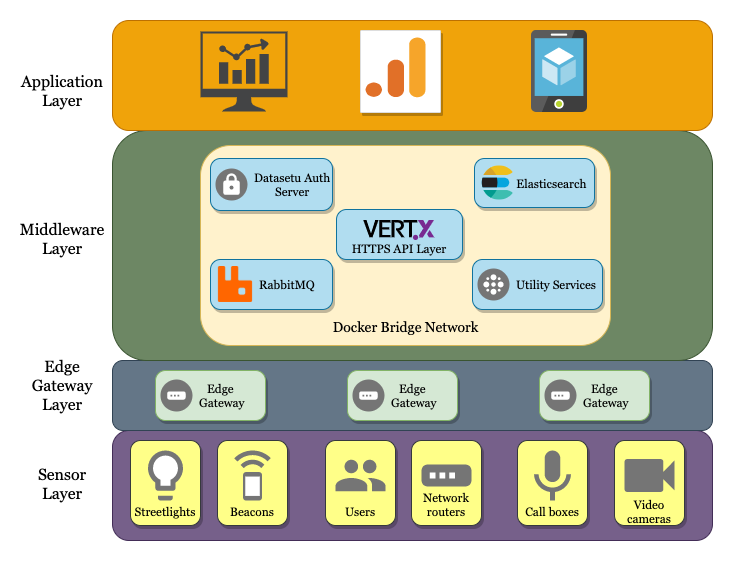 Application
Layer
Middleware
Layer
Datasetu Auth
Server
Elasticsearch
VERT.X
HTTPS API Layer
RabbitMQ
Utility Services
Docker Bridge Network
Edge
Gateway
Layer
Edge
Gateway
Edge
Gateway
Edge
Gateway
Sensor
Layer
Streetlights
Beacons
Users
Network
routers
Call boxes
Video
cameras